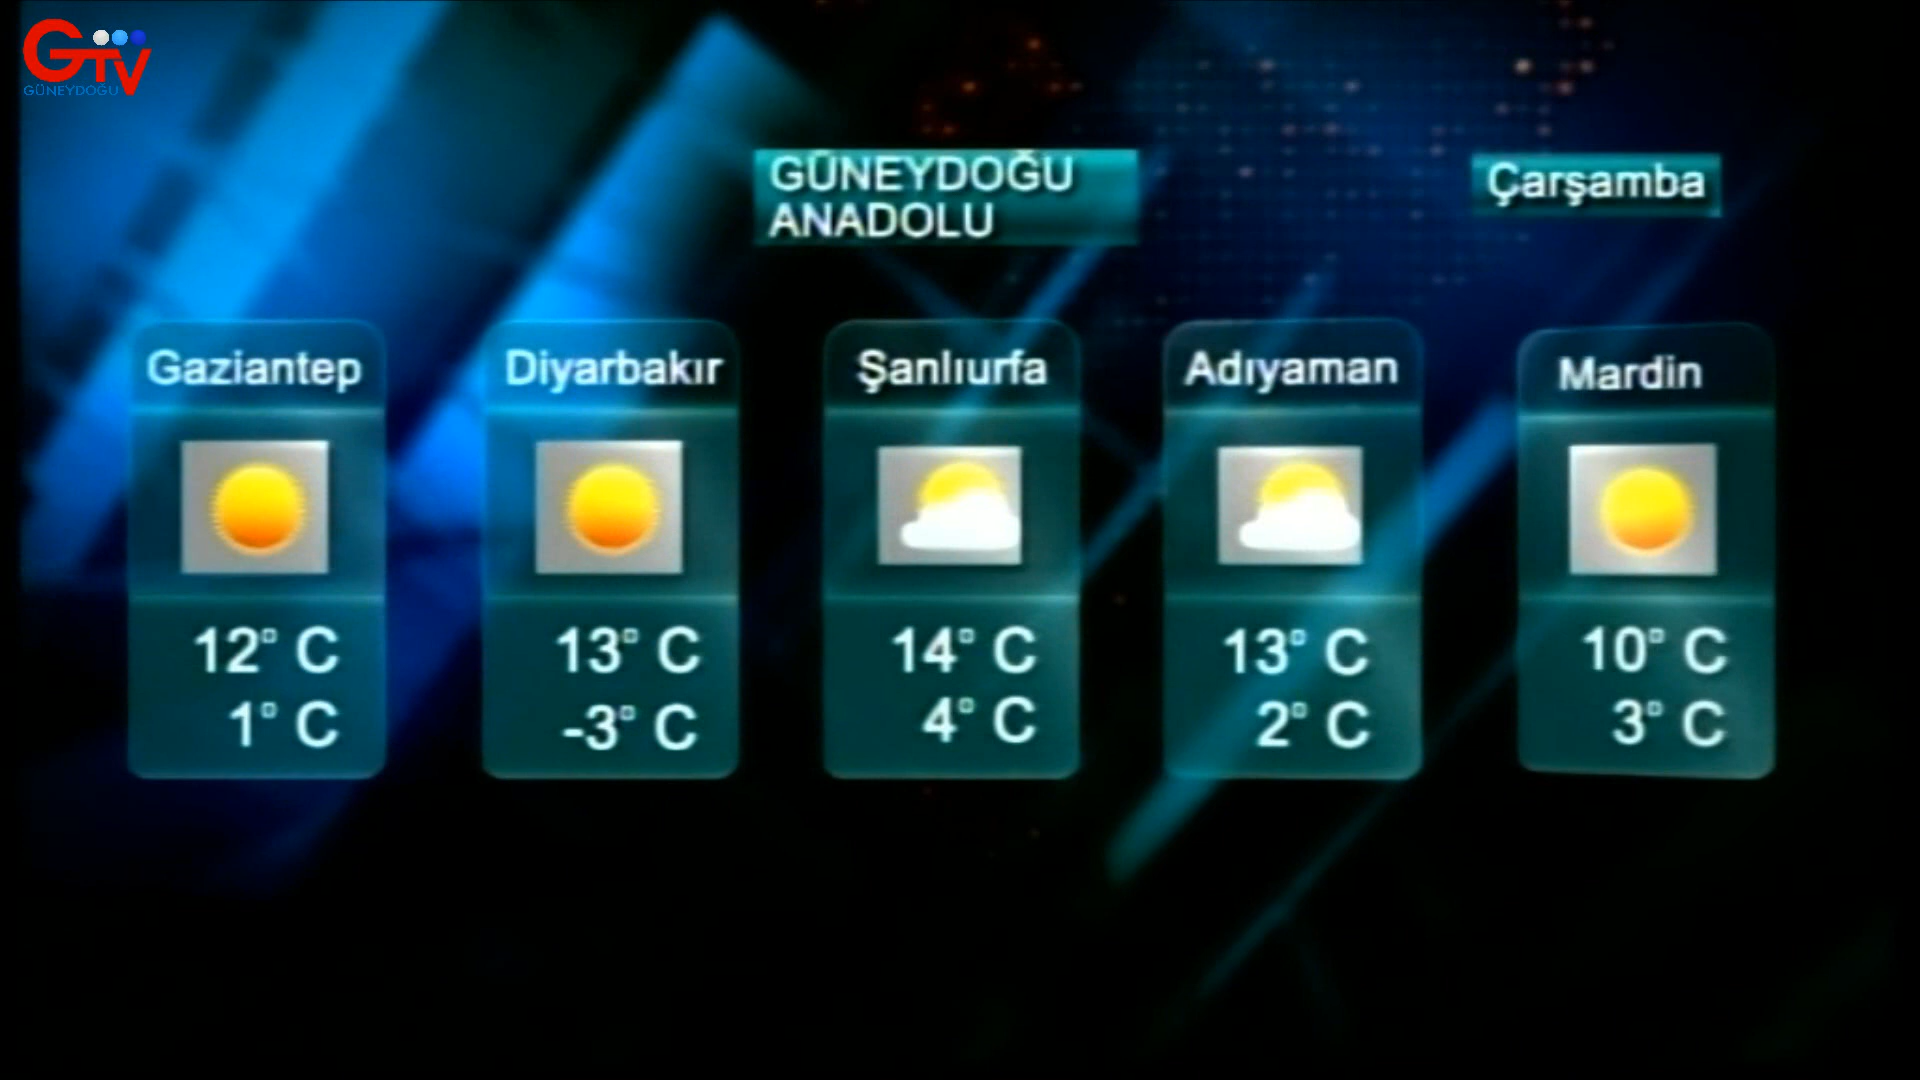 GTV
GÜNEYDOĞU
GÜNEYDOĞU
ANADOLU
Çarşamba
Gaziantep
12° C
1° C
Diyarbakır
13° C
-3° C
Şanlıurfa
14° C
4° C
Adıyaman
13° C
2° C
Mardin
10° C
3° C